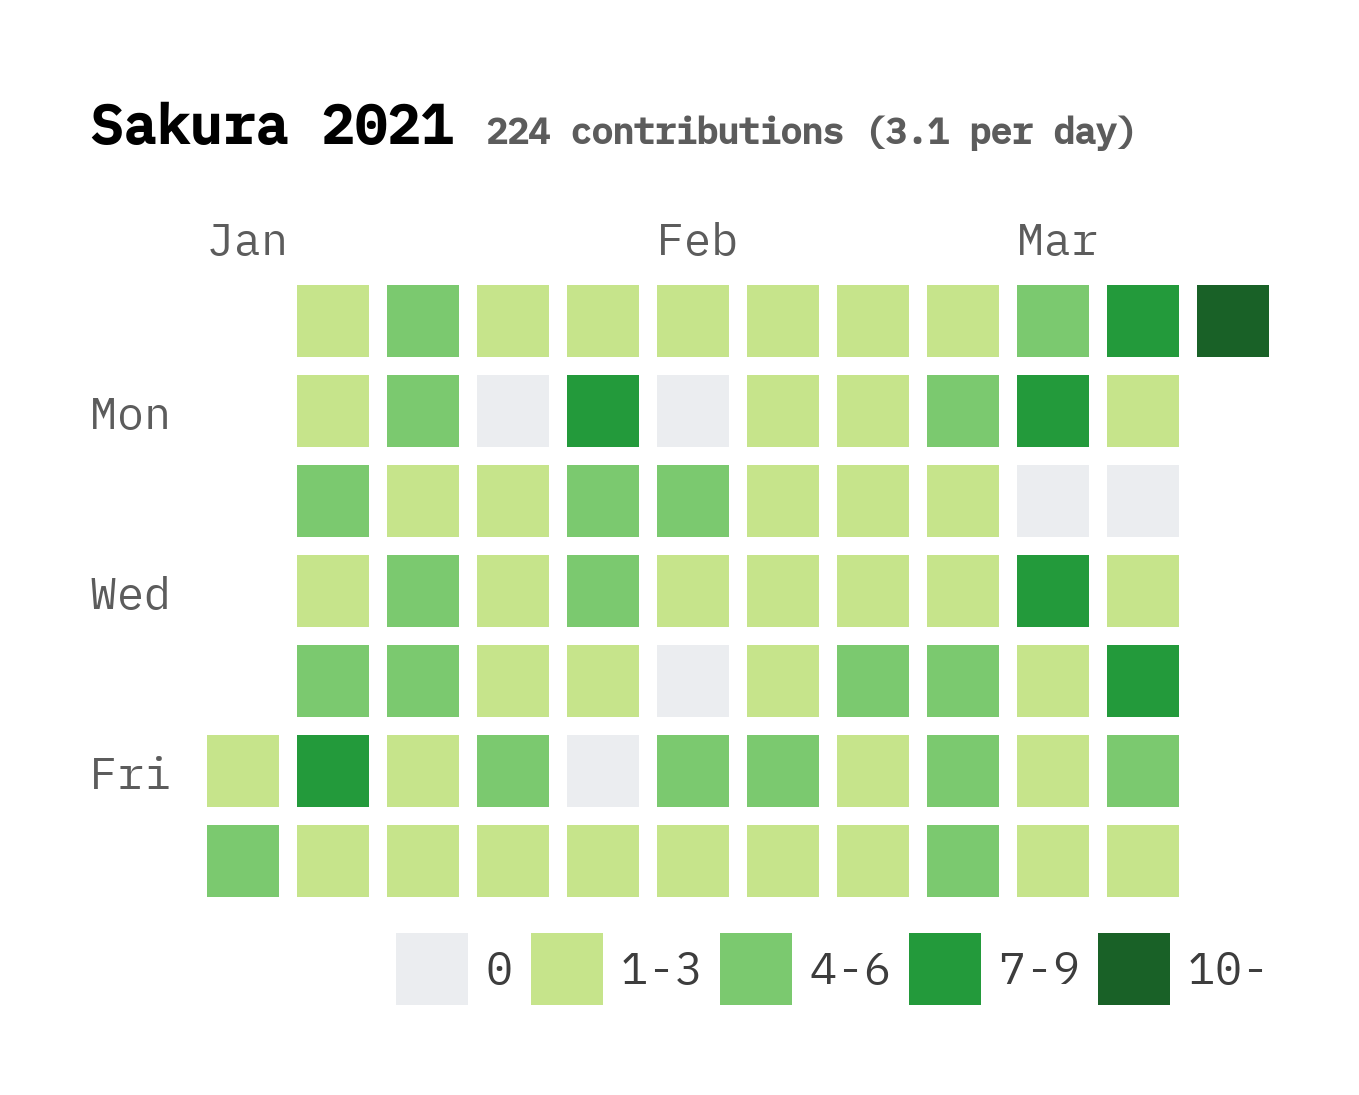 Sakura 2021 224 contributions (3.1 per day)
Jan Feb Mar
Mon
Wed
Fri
0 1-3 4-6 7-9 10-